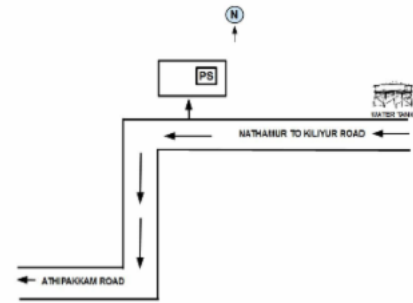 N
PS
WATER TANK
NATHAMUR TO KILIYUR ROAD
ATHIPAKKAM ROAD